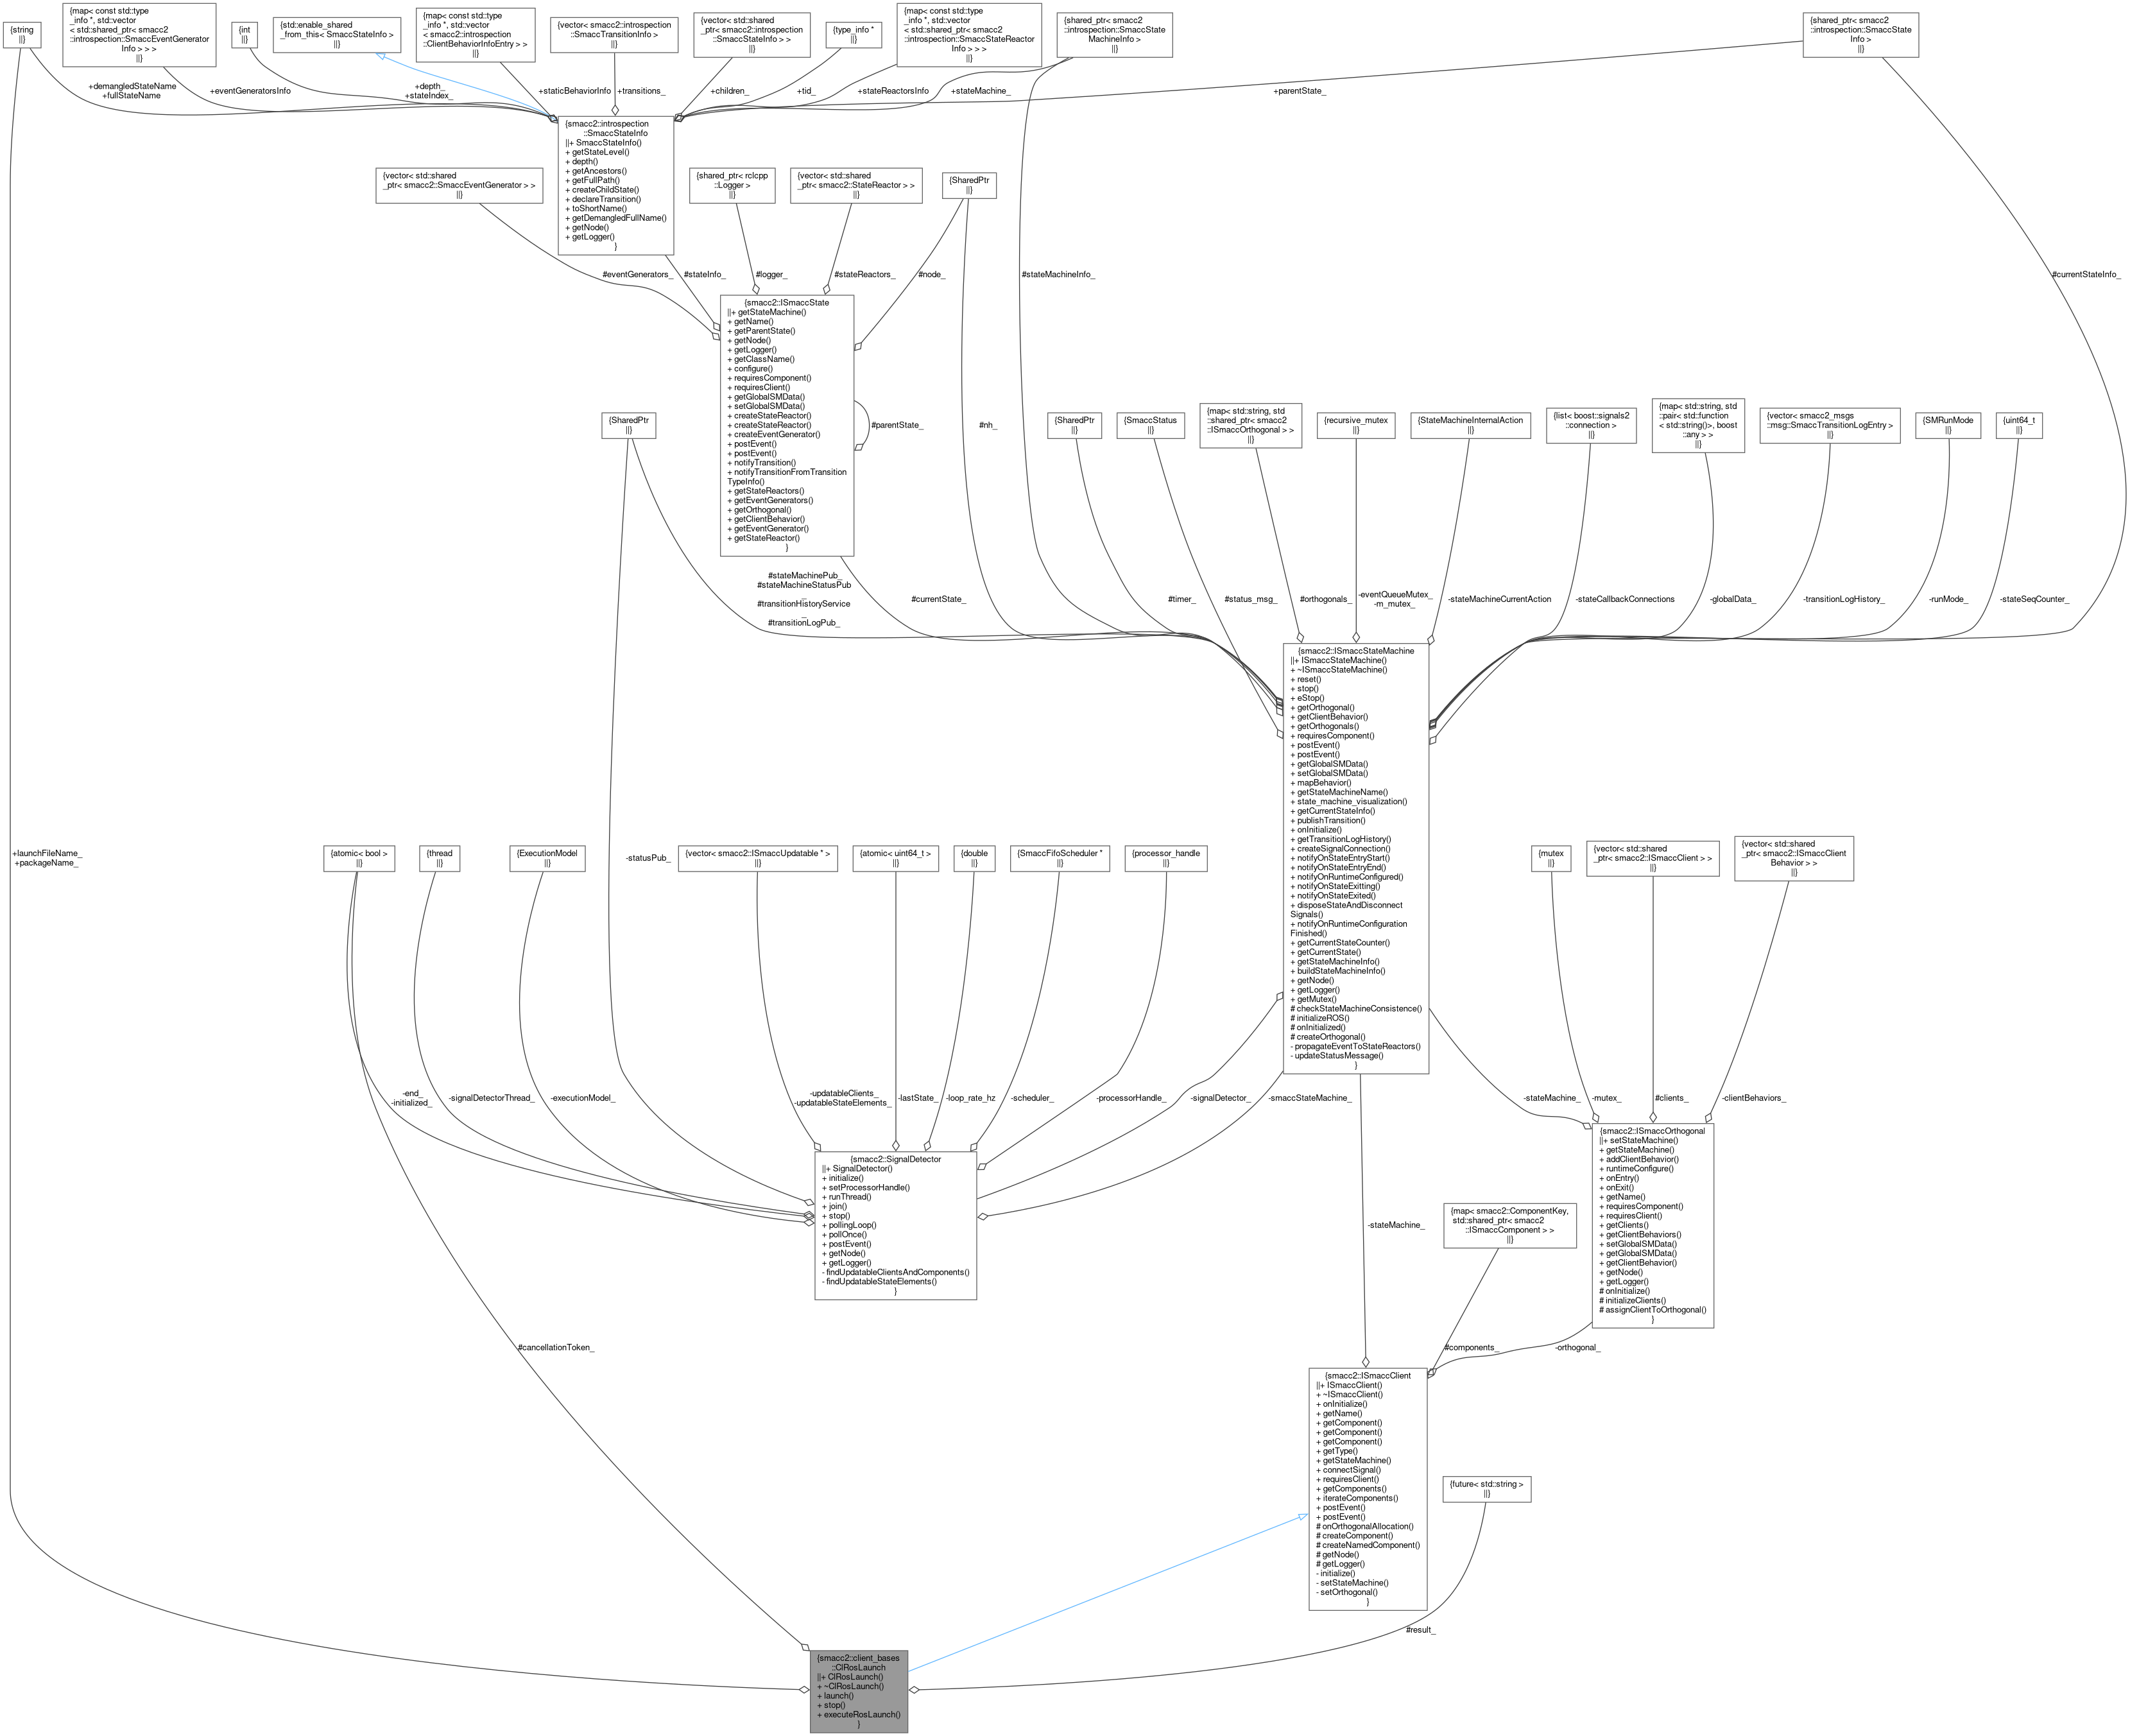 {string
||}
{map< const std::type
_info *, std::vector
< std::shared_ptr< smacc2
::introspection::SmaccEventGenerator
Info > > >
||}
{int
||}
{std::enable_shared
_from_this< SmaccStateInfo >
||}
{map< const std::type
_info *, std::vector
< smacc2::introspection
::ClientBehaviorInfoEntry > >
||}
{vector< smacc2::introspection
::SmaccTransitionInfo >
||}
{vector< std::shared
_ptr< smacc2::introspection
::SmaccStateInfo > >
||}
{type_info *
||}
{map< const std::type
_info *, std::vector
< std::shared_ptr< smacc2
::introspection::SmaccStateReactor
Info > > >
||}
{shared_ptr< smacc2
::introspection::SmaccState
MachineInfo >
||}
{shared_ptr< smacc2
::introspection::SmaccState
Info >
||}
+demangledStateName
+fullStateName
+eventGeneratorsInfo
+depth_
+stateIndex_
+staticBehaviorInfo
+transitions_
+children_
+tid_
+stateReactorsInfo
+stateMachine_
+parentState_
{smacc2::introspection
::SmaccStateInfo
||+ SmaccStateInfo()
+ getStateLevel()
+ depth()
+ getAncestors()
+ getFullPath()
+ createChildState()
+ declareTransition()
+ toShortName()
+ getDemangledFullName()
+ getNode()
+ getLogger()
}
{vector< std::shared
_ptr< smacc2::SmaccEventGenerator > >
||}
{shared_ptr< rclcpp
::Logger >
||}
{vector< std::shared
_ptr< smacc2::StateReactor > >
||}
{SharedPtr
||}
#eventGenerators_
#stateInfo_
#logger_
#stateReactors_
#node_
#stateMachineInfo_
#currentStateInfo_
{smacc2::ISmaccState
||+ getStateMachine()
+ getName()
+ getParentState()
+ getNode()
+ getLogger()
+ getClassName()
+ configure()
+ requiresComponent()
+ requiresClient()
+ getGlobalSMData()
+ setGlobalSMData()
+ createStateReactor()
+ createStateReactor()
+ createEventGenerator()
+ postEvent()
+ postEvent()
+ notifyTransition()
+ notifyTransitionFromTransition
TypeInfo()
+ getStateReactors()
+ getEventGenerators()
+ getOrthogonal()
+ getClientBehavior()
+ getEventGenerator()
+ getStateReactor()
}
#parentState_
#nh_
{SharedPtr
||}
{SharedPtr
||}
{SmaccStatus
||}
{map< std::string, std
::shared_ptr< smacc2
::ISmaccOrthogonal > >
||}
{recursive_mutex
||}
{StateMachineInternalAction
||}
{list< boost::signals2
::connection >
||}
{map< std::string, std
::pair< std::function
< std::string()>, boost
::any > >
||}
{vector< smacc2_msgs
::msg::SmaccTransitionLogEntry >
||}
{SMRunMode
||}
{uint64_t
||}
#stateMachinePub_
#stateMachineStatusPub
_
#transitionHistoryService
_
#transitionLogPub_
#currentState_
#timer_
#status_msg_
#orthogonals_
-eventQueueMutex_
-m_mutex_
-stateMachineCurrentAction
-stateCallbackConnections
-globalData_
-transitionLogHistory_
-runMode_
-stateSeqCounter_
{smacc2::ISmaccStateMachine
||+ ISmaccStateMachine()
+ ~ISmaccStateMachine()
+ reset()
+ stop()
+ eStop()
+ getOrthogonal()
+ getClientBehavior()
+ getOrthogonals()
+ requiresComponent()
+ postEvent()
+ postEvent()
+ getGlobalSMData()
+ setGlobalSMData()
+ mapBehavior()
+ getStateMachineName()
+ state_machine_visualization()
+ getCurrentStateInfo()
+ publishTransition()
+ onInitialize()
+ getTransitionLogHistory()
+ createSignalConnection()
+ notifyOnStateEntryStart()
+ notifyOnStateEntryEnd()
+ notifyOnRuntimeConfigured()
+ notifyOnStateExitting()
+ notifyOnStateExited()
+ disposeStateAndDisconnect
Signals()
+ notifyOnRuntimeConfiguration
Finished()
+ getCurrentStateCounter()
+ getCurrentState()
+ getStateMachineInfo()
+ buildStateMachineInfo()
+ getNode()
+ getLogger()
+ getMutex()
# checkStateMachineConsistence()
# initializeROS()
# onInitialized()
# createOrthogonal()
- propagateEventToStateReactors()
- updateStatusMessage()
}
+launchFileName_
+packageName_
{atomic< bool >
||}
{thread
||}
{ExecutionModel
||}
-statusPub_
{vector< smacc2::ISmaccUpdatable * >
||}
{atomic< uint64_t >
||}
{double
||}
{SmaccFifoScheduler *
||}
{processor_handle
||}
{mutex
||}
{vector< std::shared
_ptr< smacc2::ISmaccClient > >
||}
{vector< std::shared
_ptr< smacc2::ISmaccClient
Behavior > >
||}
-end_
-initialized_
-signalDetectorThread_
-executionModel_
-updatableClients_
-updatableStateElements_
-lastState_
-loop_rate_hz
-scheduler_
-processorHandle_
-signalDetector_
-smaccStateMachine_
-stateMachine_
-mutex_
#clients_
-clientBehaviors_
{smacc2::SignalDetector
||+ SignalDetector()
+ initialize()
+ setProcessorHandle()
+ runThread()
+ join()
+ stop()
+ pollingLoop()
+ pollOnce()
+ postEvent()
+ getNode()
+ getLogger()
- findUpdatableClientsAndComponents()
- findUpdatableStateElements()
}
{smacc2::ISmaccOrthogonal
||+ setStateMachine()
+ getStateMachine()
+ addClientBehavior()
+ runtimeConfigure()
+ onEntry()
+ onExit()
+ getName()
+ requiresComponent()
+ requiresClient()
+ getClients()
+ getClientBehaviors()
+ setGlobalSMData()
+ getGlobalSMData()
+ getClientBehavior()
+ getNode()
+ getLogger()
# onInitialize()
# initializeClients()
# assignClientToOrthogonal()
}
-stateMachine_
{map< smacc2::ComponentKey,
std::shared_ptr< smacc2
::ISmaccComponent > >
||}
#cancellationToken_
#components_
-orthogonal_
{smacc2::ISmaccClient
||+ ISmaccClient()
+ ~ISmaccClient()
+ onInitialize()
+ getName()
+ getComponent()
+ getComponent()
+ getComponent()
+ getType()
+ getStateMachine()
+ connectSignal()
+ requiresClient()
+ getComponents()
+ iterateComponents()
+ postEvent()
+ postEvent()
# onOrthogonalAllocation()
# createComponent()
# createNamedComponent()
# getNode()
# getLogger()
- initialize()
- setStateMachine()
- setOrthogonal()
}
{future< std::string >
||}
#result_
{smacc2::client_bases
::ClRosLaunch
||+ ClRosLaunch()
+ ~ClRosLaunch()
+ launch()
+ stop()
+ executeRosLaunch()
}